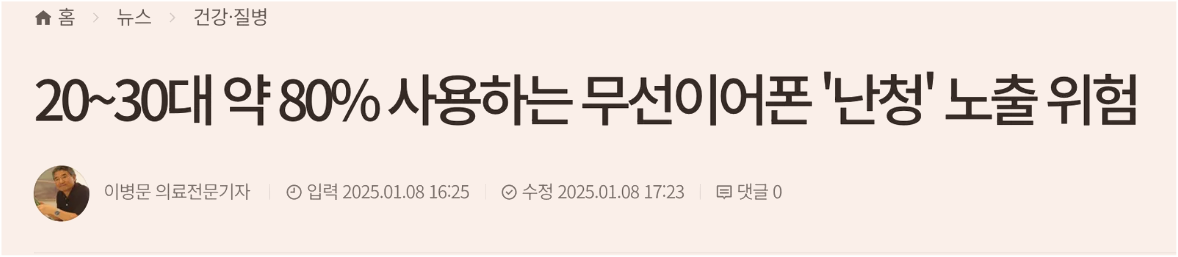 홈 > 뉴스 > 건강·질병
20~30대 약 80% 사용하는 무선이어폰 '난청' 노출 위험
이병문 의료전문기자 입력 2025.01.08 16:25 수정 2025.01.08 17:23 댓글 0